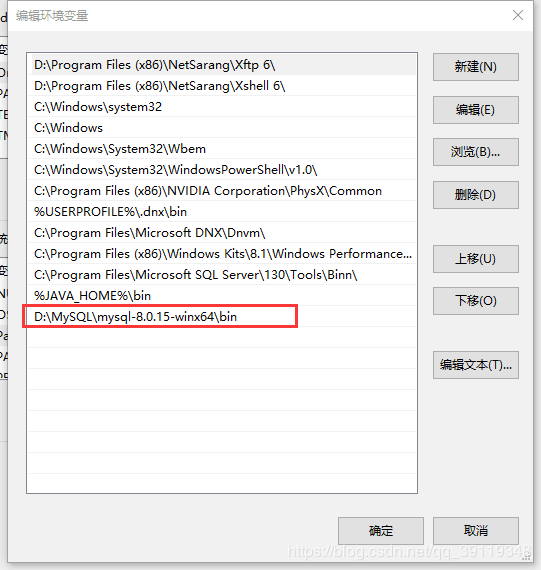 编辑环境变量
D:\Program Files (x86)\NetSarang\Xftp 6\
D:\Program Files (x86)\NetSarang\Xshell 6\
C:\Windows\system32
C:\Windows
C:\Windows\System32\Wbem
C:\Windows\System32\WindowsPowerShell\v1.0\
C:\Program Files (x86)\NVIDIA Corporation\PhysX\Common
%USERPROFILE%\.dnx\bin
C:\Program Files\Microsoft DNX\Dnvm\
C:\Program Files (x86)\Windows Kits\8.1\Windows Performance...
C:\Program Files\Microsoft SQL Server\130\Tools\Binn\
%JAVA_HOME%\bin
D:\MySQL\mysql-8.0.15-winx64\bin
新建(N)
编辑(E)
浏览(B)...
删除(D)
上移(U)
下移(O)
编辑文本(T)...
确定
取消
https://blog.csdn.net/qq_39119348